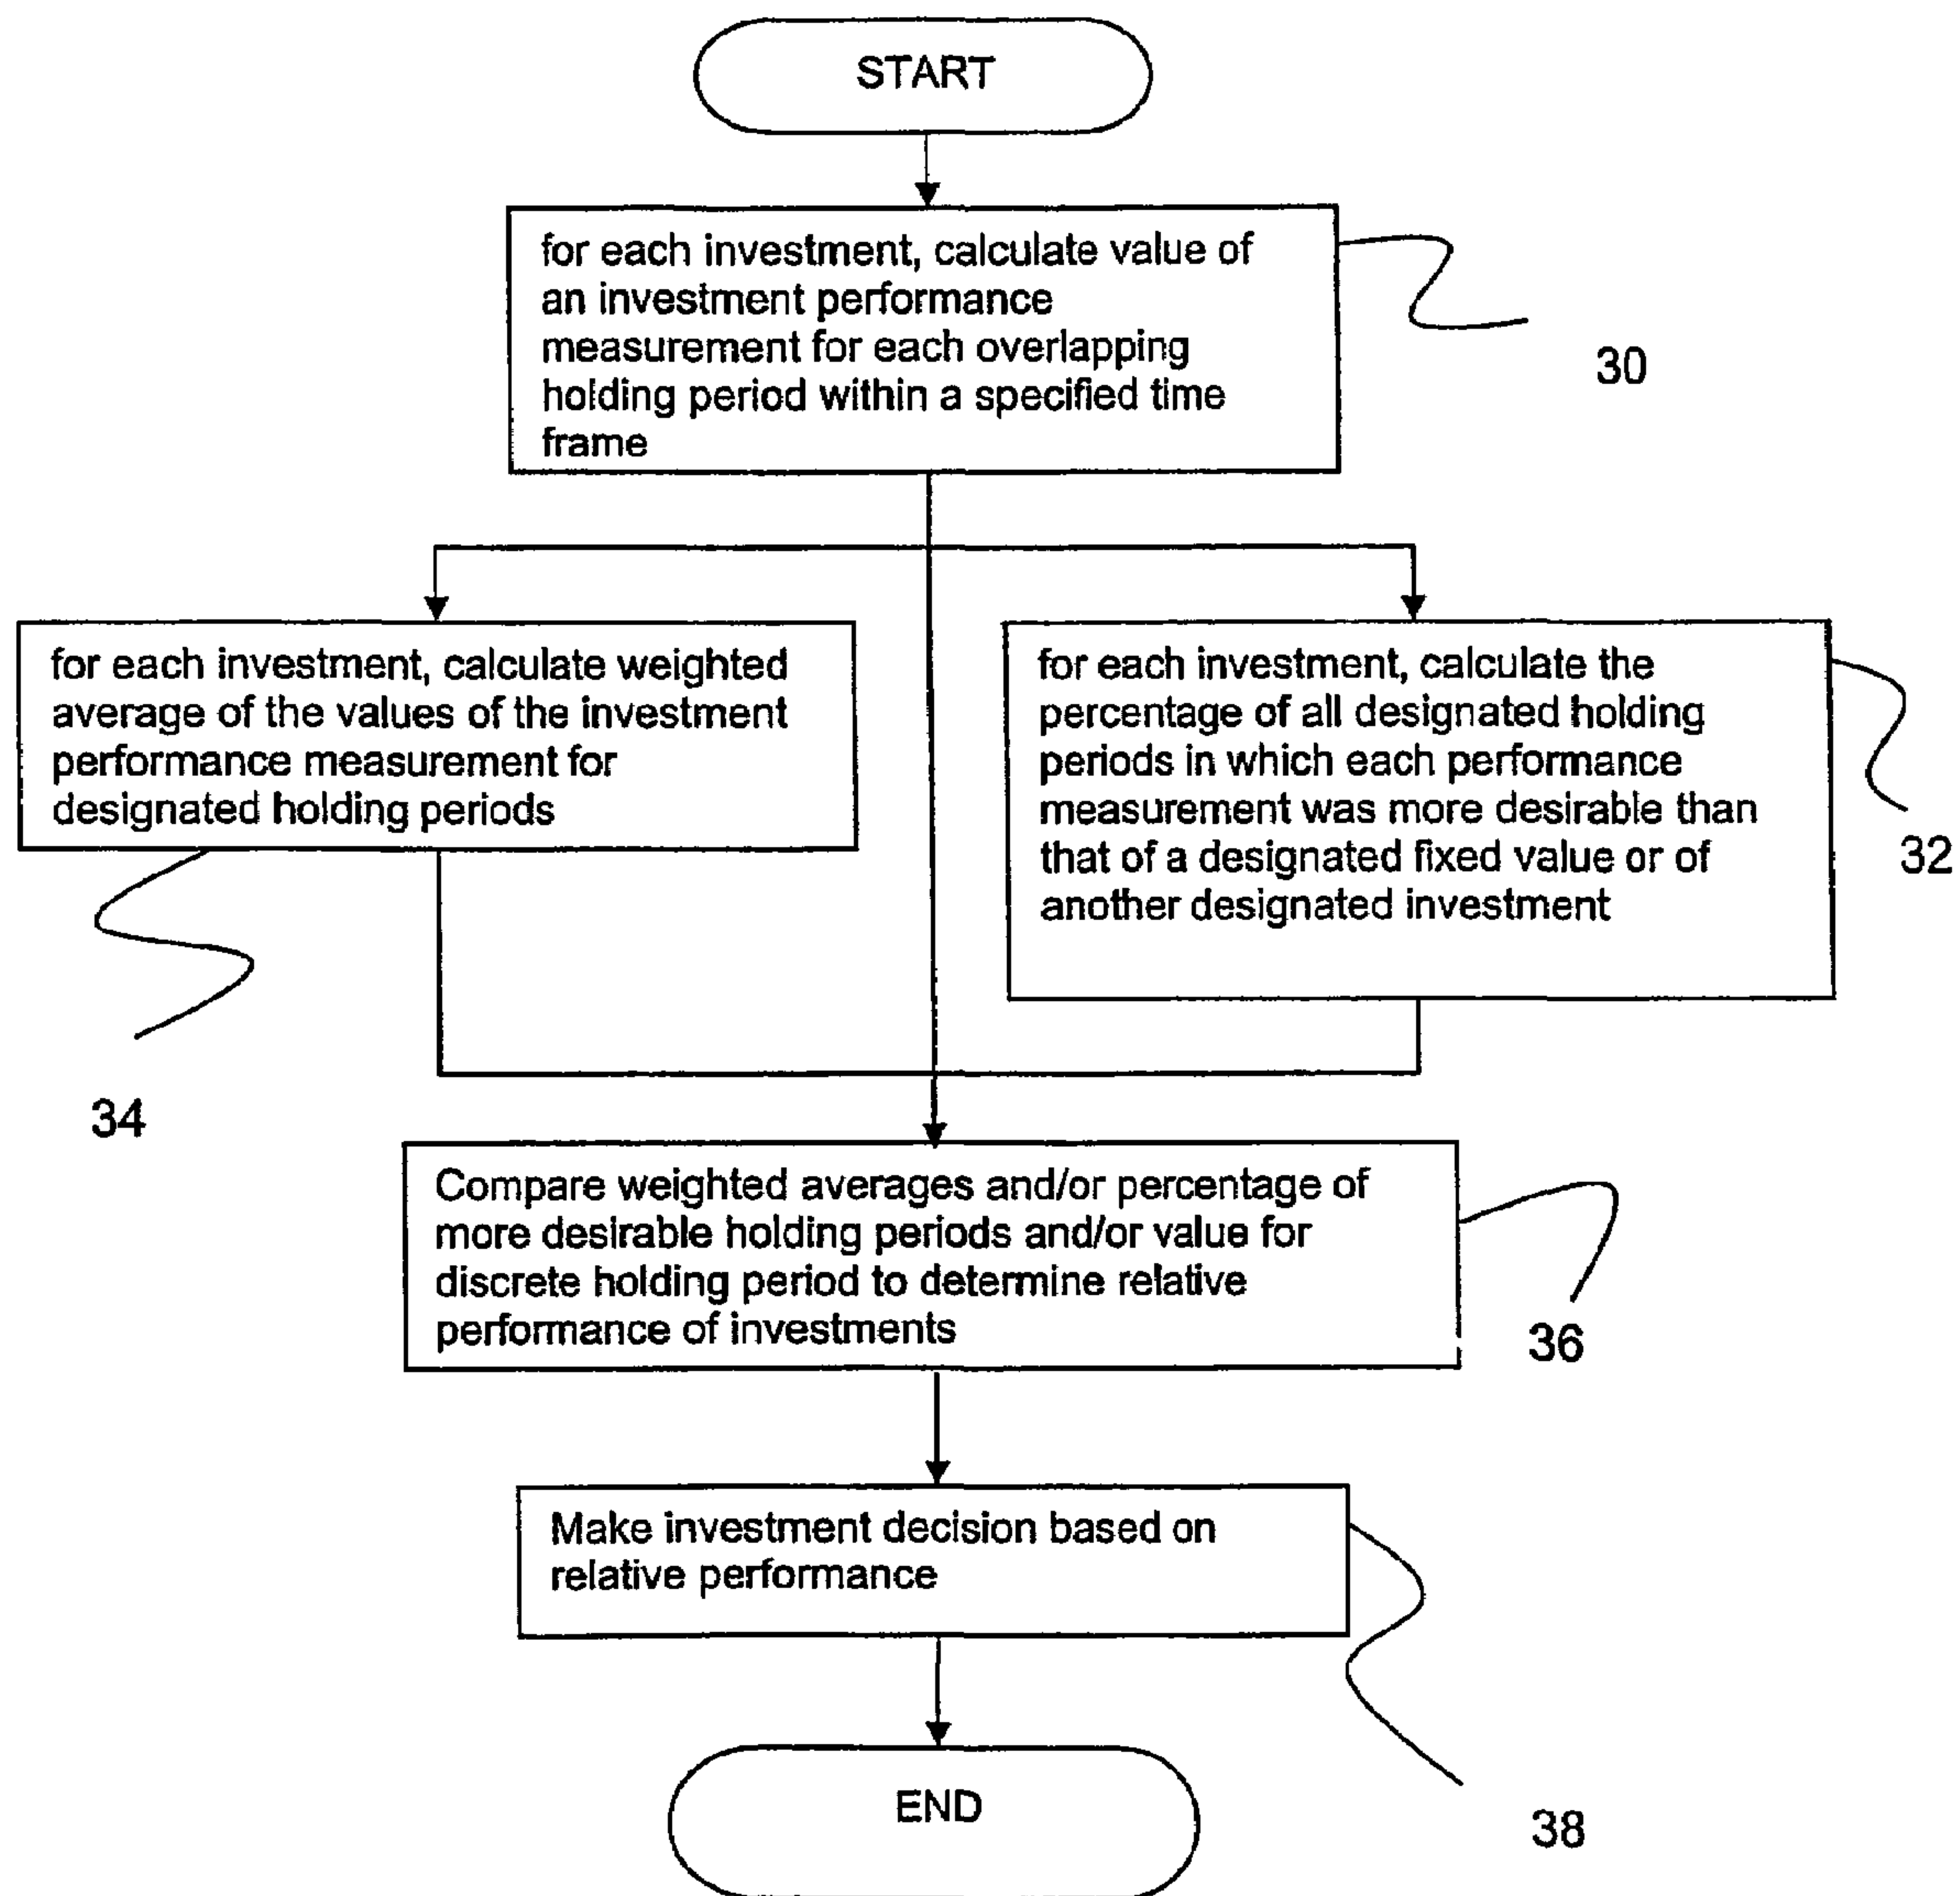 START
for each investment, calculate value of
an investment performance
measurement for each overlapping
holding period within a specified time
frame
30
for each investment, calculate weighted
average of the values of the investment
performance measurement for
designated holding periods
34
for each investment, calculate the
percentage of all designated holding
periods in which each performance
measurement was more desirable than
that of a designated fixed value or of
another designated investment
32
Compare weighted averages and/or percentage of
more desirable holding periods and/or value for
discrete holding period to determine relative
performance of investments
36
Make investment decision based on
relative performance
38
END